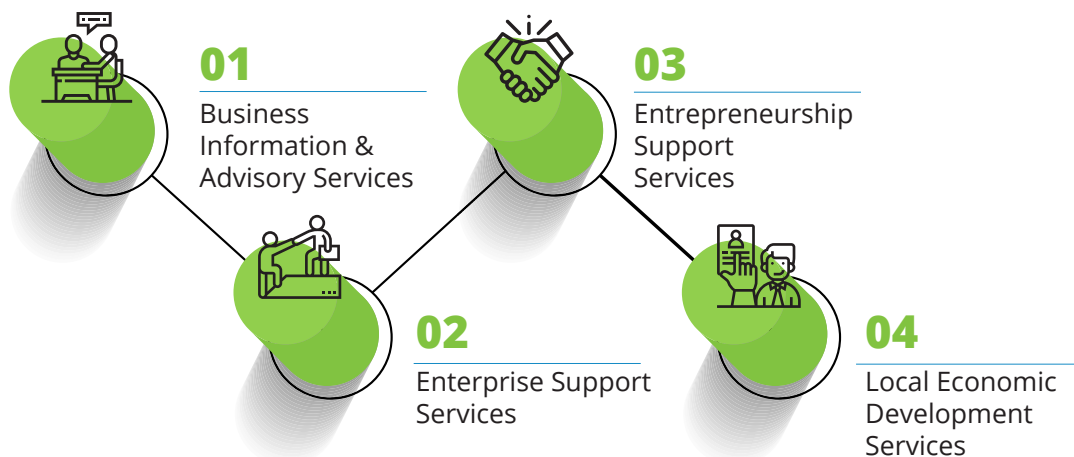 01
Business
Information &
Advisory Services
02
Enterprise Support
Services
03
Entrepreneurship
Support
Services
04
Local Economic
Development
Services